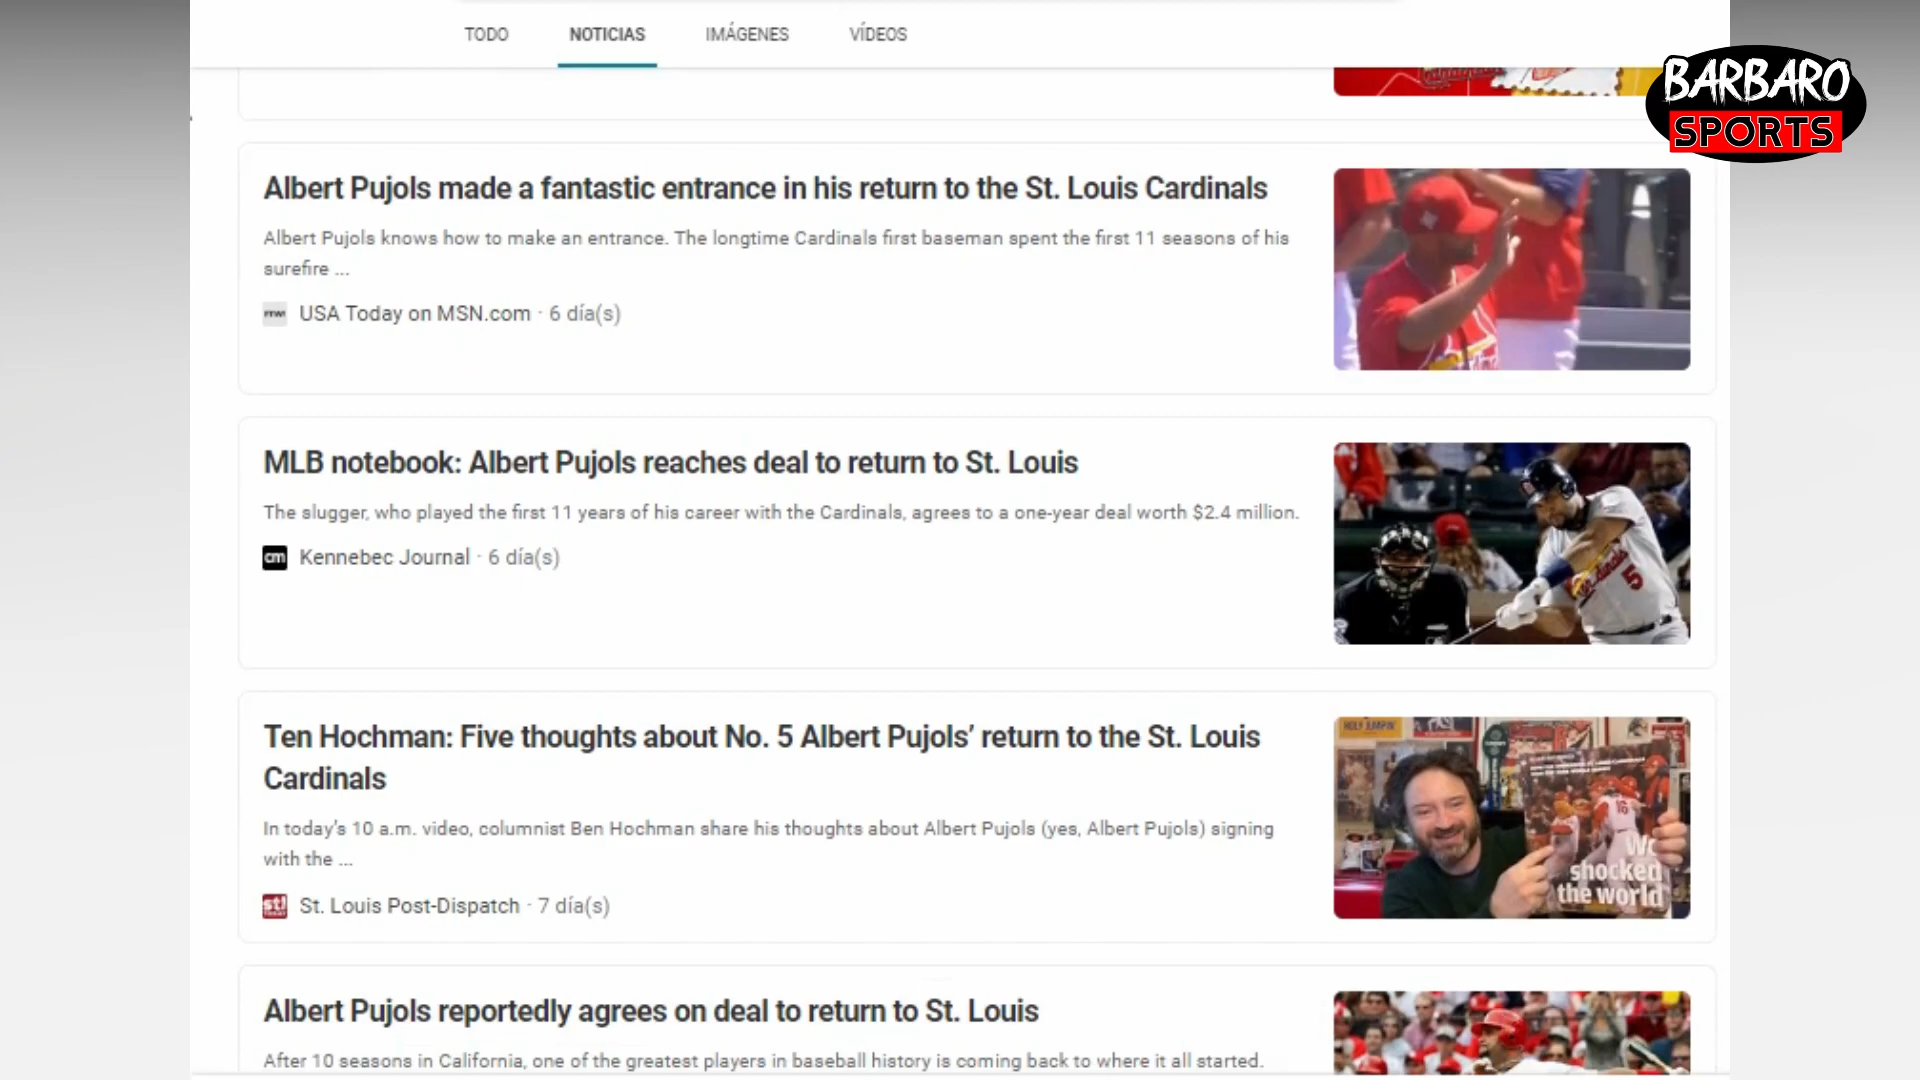 TODO
NOTICIAS
IMÁGENES
VÍDEOS
BARBARO
SPORTS
Albert Pujols made a fantastic entrance in his return to the St. Louis Cardinals
Albert Pujols knows how to make an entrance. The longtime Cardinals first baseman spent the first 11 seasons of his
surefire ...
USA Today on MSN.com · 6 día(s)
MLB notebook: Albert Pujols reaches deal to return to St. Louis
The slugger, who played the first 11 years of his career with the Cardinals, agrees to a one-year deal worth $2.4 million.
cm
Kennebec Journal · 6 día(s)
5
Ten Hochman: Five thoughts about No. 5 Albert Pujols’ return to the St. Louis
Cardinals
In today’s 10 a.m. video, columnist Ben Hochman share his thoughts about Albert Pujols (yes, Albert Pujols) signing
with the ...
st!
St. Louis Post-Dispatch · 7 día(s)
shocked
the world
Albert Pujols reportedly agrees on deal to return to St. Louis
After 10 seasons in California, one of the greatest players in baseball history is coming back to where it all started.